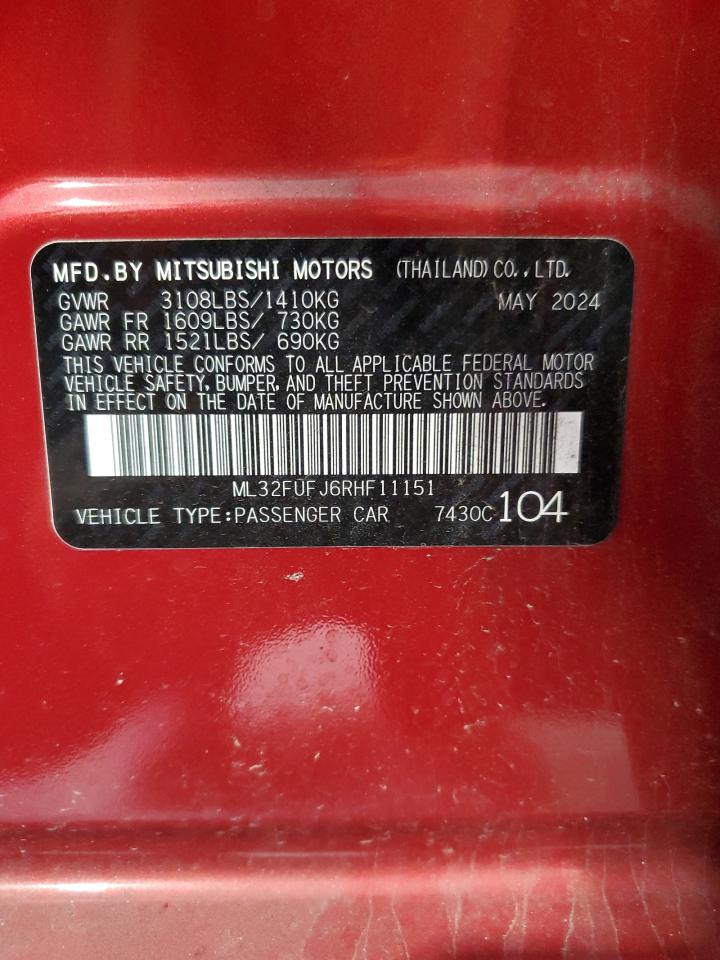 MFD.BY MITSUBISHI MOTORS (THAILAND)CO.,LTD.
GVWR 3108LBS/1410KG MAY 2024
GAWR FR 1609LBS/ 730KG
GAWR RR 1521LBS/ 690KG
THIS VEHICLE CONFORMS TO ALL APPLICABLE FEDERAL MOTOR
VEHICLE SAFETY, BUMPER, AND THEFT PREVENTION STANDARDS
IN EFFECT ON THE DATE OF MANUFACTURE SHOWN ABOVE.
ML32FUFJ6RHF11151
VEHICLE TYPE:PASSENGER CAR 7430C 104